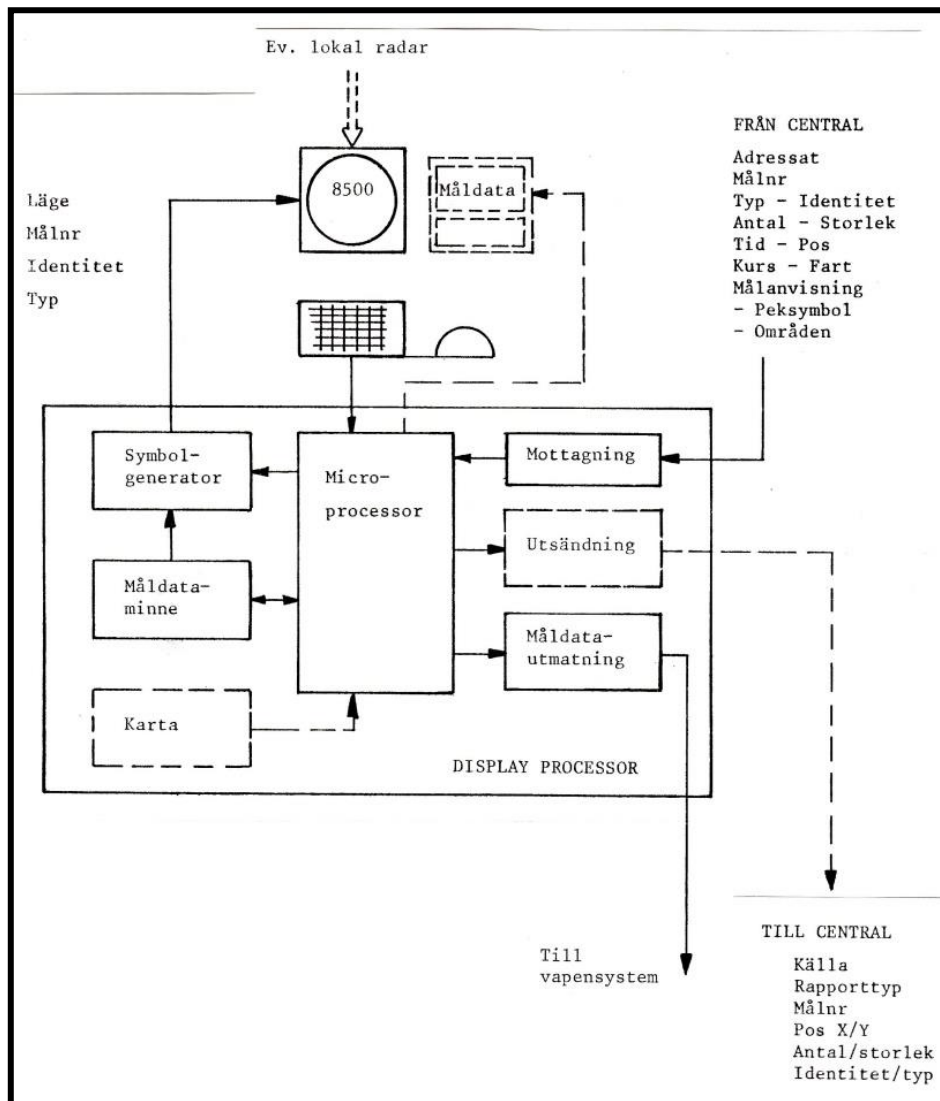 Ev. lokal radar
FRÅN CENTRAL
Adressat
Målnr
Typ - Identitet
Antal - Storlek
Tid - Pos
Kurs - Fart
Målanvisning
- Peksymbol
- Områden
8500
Måldata
Läge
Målnr
Identitet
Typ
Symbol-
generator
Micro-
processor
Mottagning
Utsändning
Måldata-
minne
Måldata-
utmatning
Karta
DISPLAY PROCESSOR
Till
vapensystem
TILL CENTRAL
Källa
Rapporttyp
Målnr
Pos X/Y
Antal/storlek
Identitet/typ